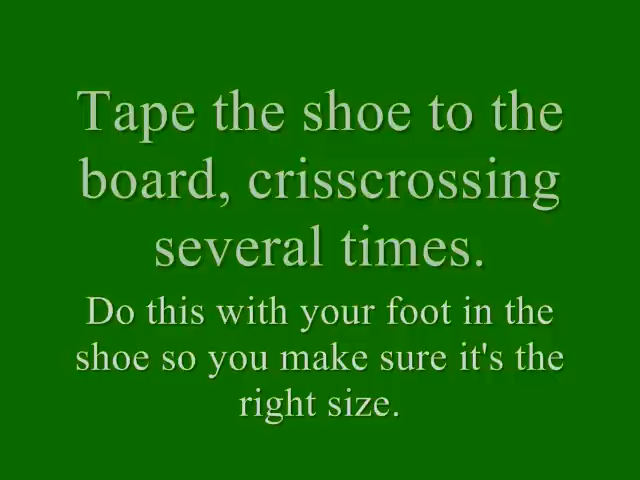 Tape the shoe to the
board, crisscrossing
several times.
Do this with your foot in the
shoe so you make sure it's the
right size.